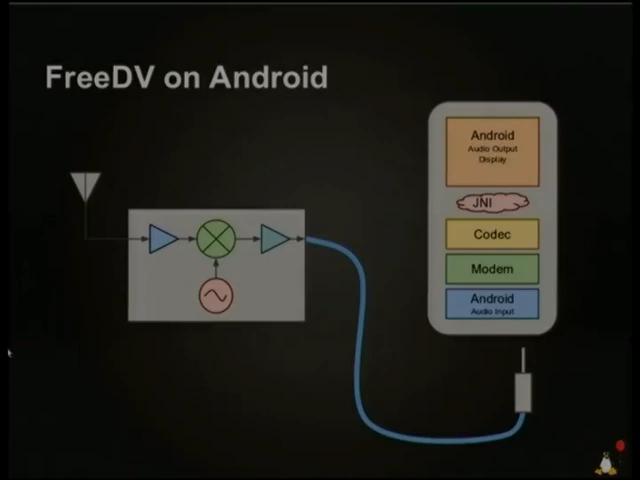 FreeDV on Android
Android
Audio Output
Display
JNI
Codec
Modem
Android
Audio Input